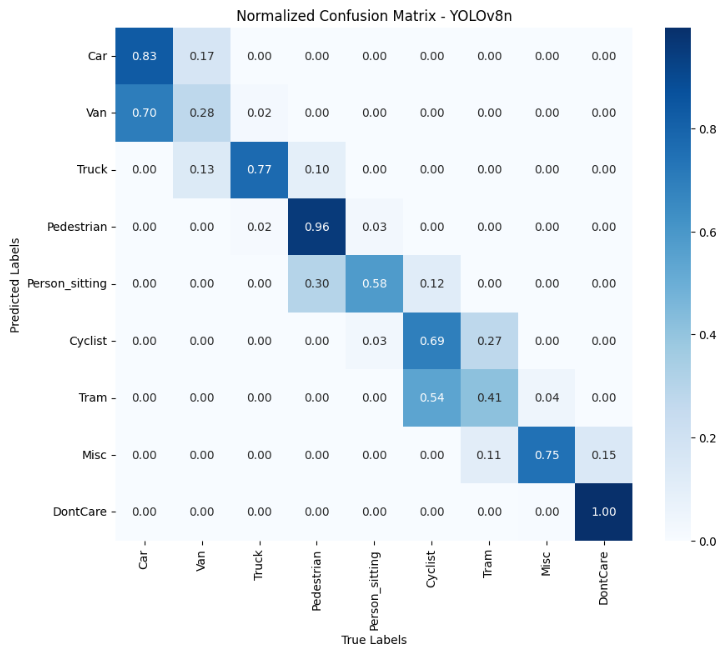 Normalized Confusion Matrix - YOLOv8n
Car 0.83 0.17 0.00 0.00 0.00 0.00 0.00 0.00 0.00
Van 0.70 0.28 0.02 0.00 0.00 0.00 0.00 0.00 0.00
Truck 0.00 0.13 0.77 0.10 0.00 0.00 0.00 0.00 0.00
Pedestrian 0.00 0.00 0.02 0.96 0.03 0.00 0.00 0.00 0.00
Person_sitting 0.00 0.00 0.00 0.30 0.58 0.12 0.00 0.00 0.00
Cyclist 0.00 0.00 0.00 0.00 0.03 0.69 0.27 0.00 0.00
Tram 0.00 0.00 0.00 0.00 0.00 0.54 0.41 0.04 0.00
Misc 0.00 0.00 0.00 0.00 0.00 0.00 0.11 0.75 0.15
DontCare 0.00 0.00 0.00 0.00 0.00 0.00 0.00 0.00 1.00
Predicted Labels
Car Van Truck Pedestrian Person_sitting Cyclist Tram Misc DontCare
True Labels
0.8
0.6
0.4
0.2
0.0